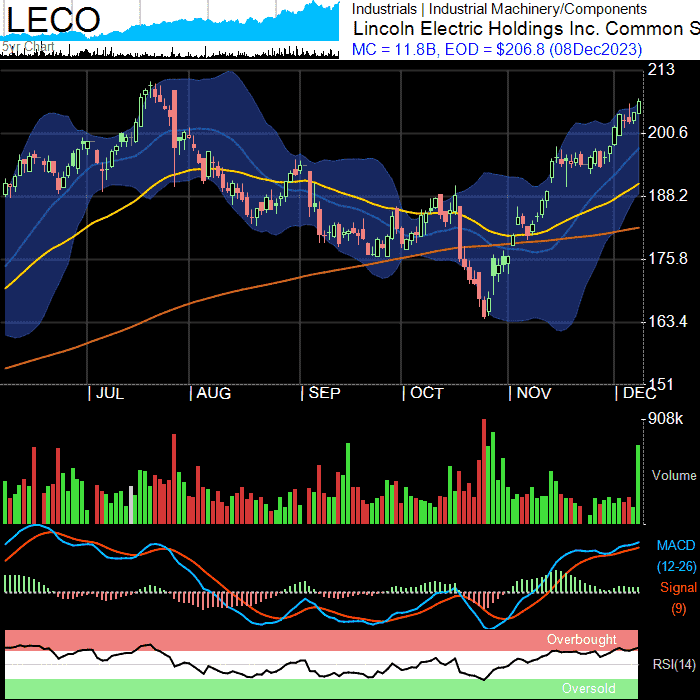 LECO
5yr Chart
Industrials | Industrial Machinery/Components
Lincoln Electric Holdings Inc. Common S
MC = 11.8B, EOD = $206.8 (08Dec2023)
213
200.6
188.2
175.8
163.4
151
| JUL | AUG | SEP | OCT | NOV | DEC
908k
Volume
MACD
(12-26)
Signal
(9)
Overbought
RSI(14)
Oversold